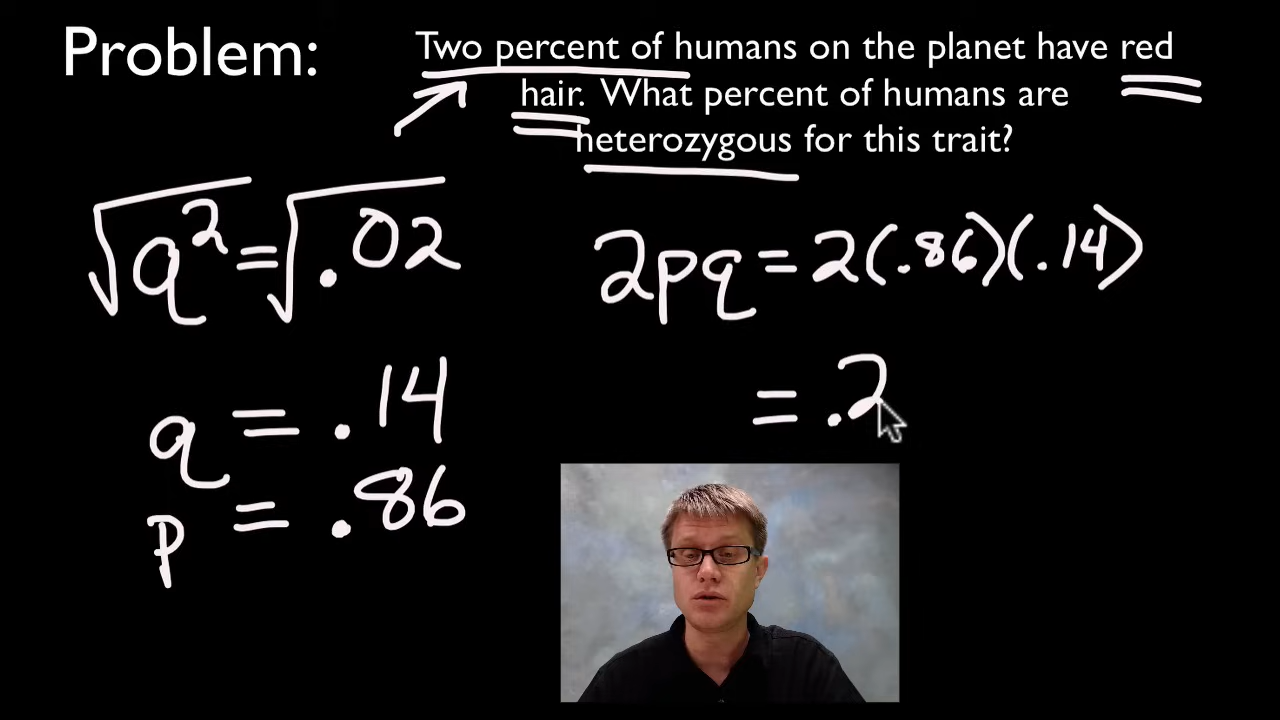 Problem:
Two percent of humans on the planet have red
hair. What percent of humans are
heterozygous for this trait?
√q² = √.02
2pq = 2(.86)(.14)
= .2
q = .14
p = .86